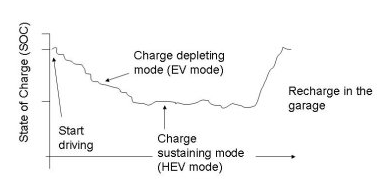 State of Charge (SOC)
Charge depleting
mode (EV mode)
Recharge in the
garage
Start
driving
Charge
sustaining mode
(HEV mode)